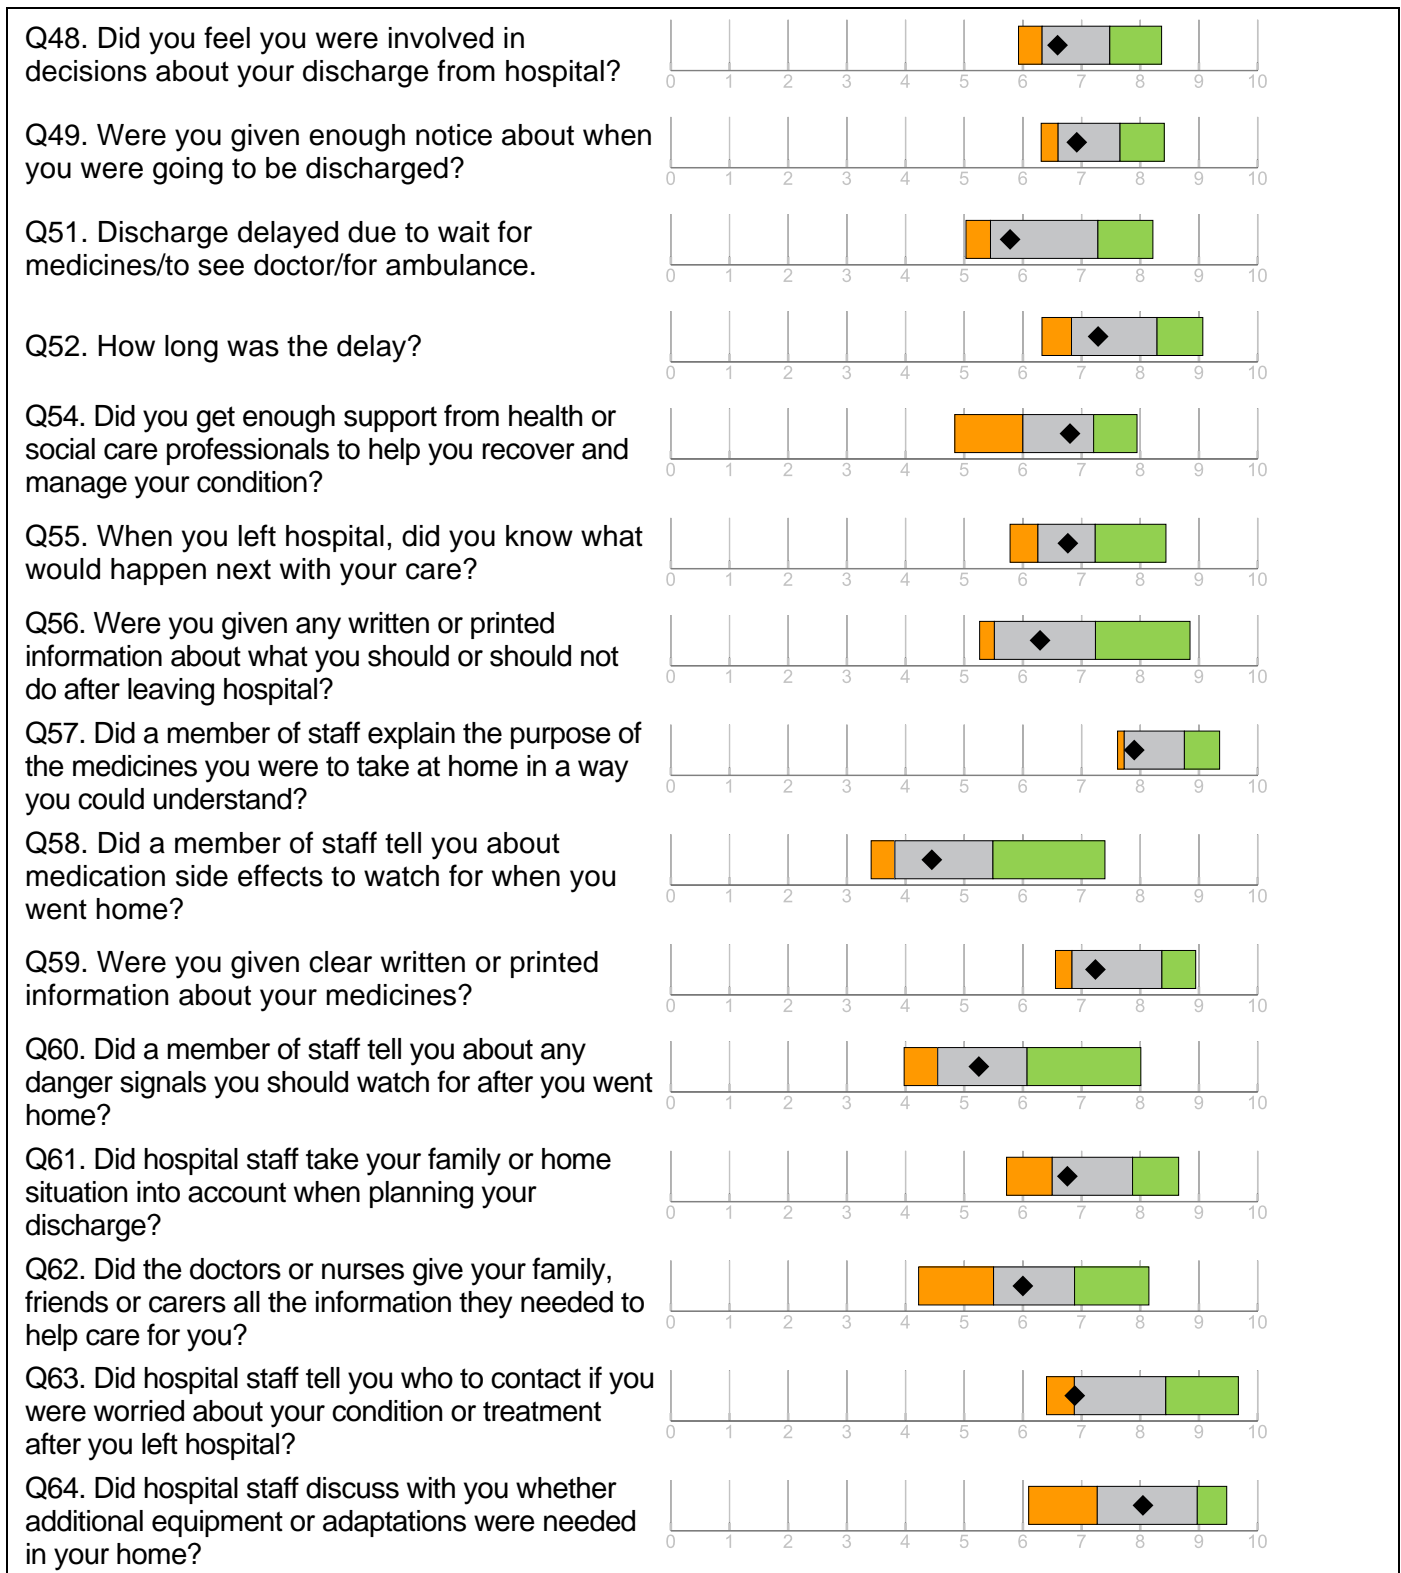 Q48. Did you feel you were involved in
decisions about your discharge from hospital?
0 1 2 3 4 5 6 7 8 9 10
Q49. Were you given enough notice about when
you were going to be discharged?
0 1 2 3 4 5 6 7 8 9 10
Q51. Discharge delayed due to wait for
medicines/to see doctor/for ambulance.
0 1 2 3 4 5 6 7 8 9 10
Q52. How long was the delay?
0 1 2 3 4 5 6 7 8 9 10
Q54. Did you get enough support from health or
social care professionals to help you recover and
manage your condition?
0 1 2 3 4 5 6 7 8 9 10
Q55. When you left hospital, did you know what
would happen next with your care?
0 1 2 3 4 5 6 7 8 9 10
Q56. Were you given any written or printed
information about what you should or should not
do after leaving hospital?
0 1 2 3 4 5 6 7 8 9 10
Q57. Did a member of staff explain the purpose of
the medicines you were to take at home in a way
you could understand?
0 1 2 3 4 5 6 7 8 9 10
Q58. Did a member of staff tell you about
medication side effects to watch for when you
went home?
0 1 2 3 4 5 6 7 8 9 10
Q59. Were you given clear written or printed
information about your medicines?
0 1 2 3 4 5 6 7 8 9 10
Q60. Did a member of staff tell you about any
danger signals you should watch for after you went
home?
0 1 2 3 4 5 6 7 8 9 10
Q61. Did hospital staff take your family or home
situation into account when planning your
discharge?
0 1 2 3 4 5 6 7 8 9 10
Q62. Did the doctors or nurses give your family,
friends or carers all the information they needed to
help care for you?
0 1 2 3 4 5 6 7 8 9 10
Q63. Did hospital staff tell you who to contact if you
were worried about your condition or treatment
after you left hospital?
0 1 2 3 4 5 6 7 8 9 10
Q64. Did hospital staff discuss with you whether
additional equipment or adaptations were needed
in your home?
0 1 2 3 4 5 6 7 8 9 10